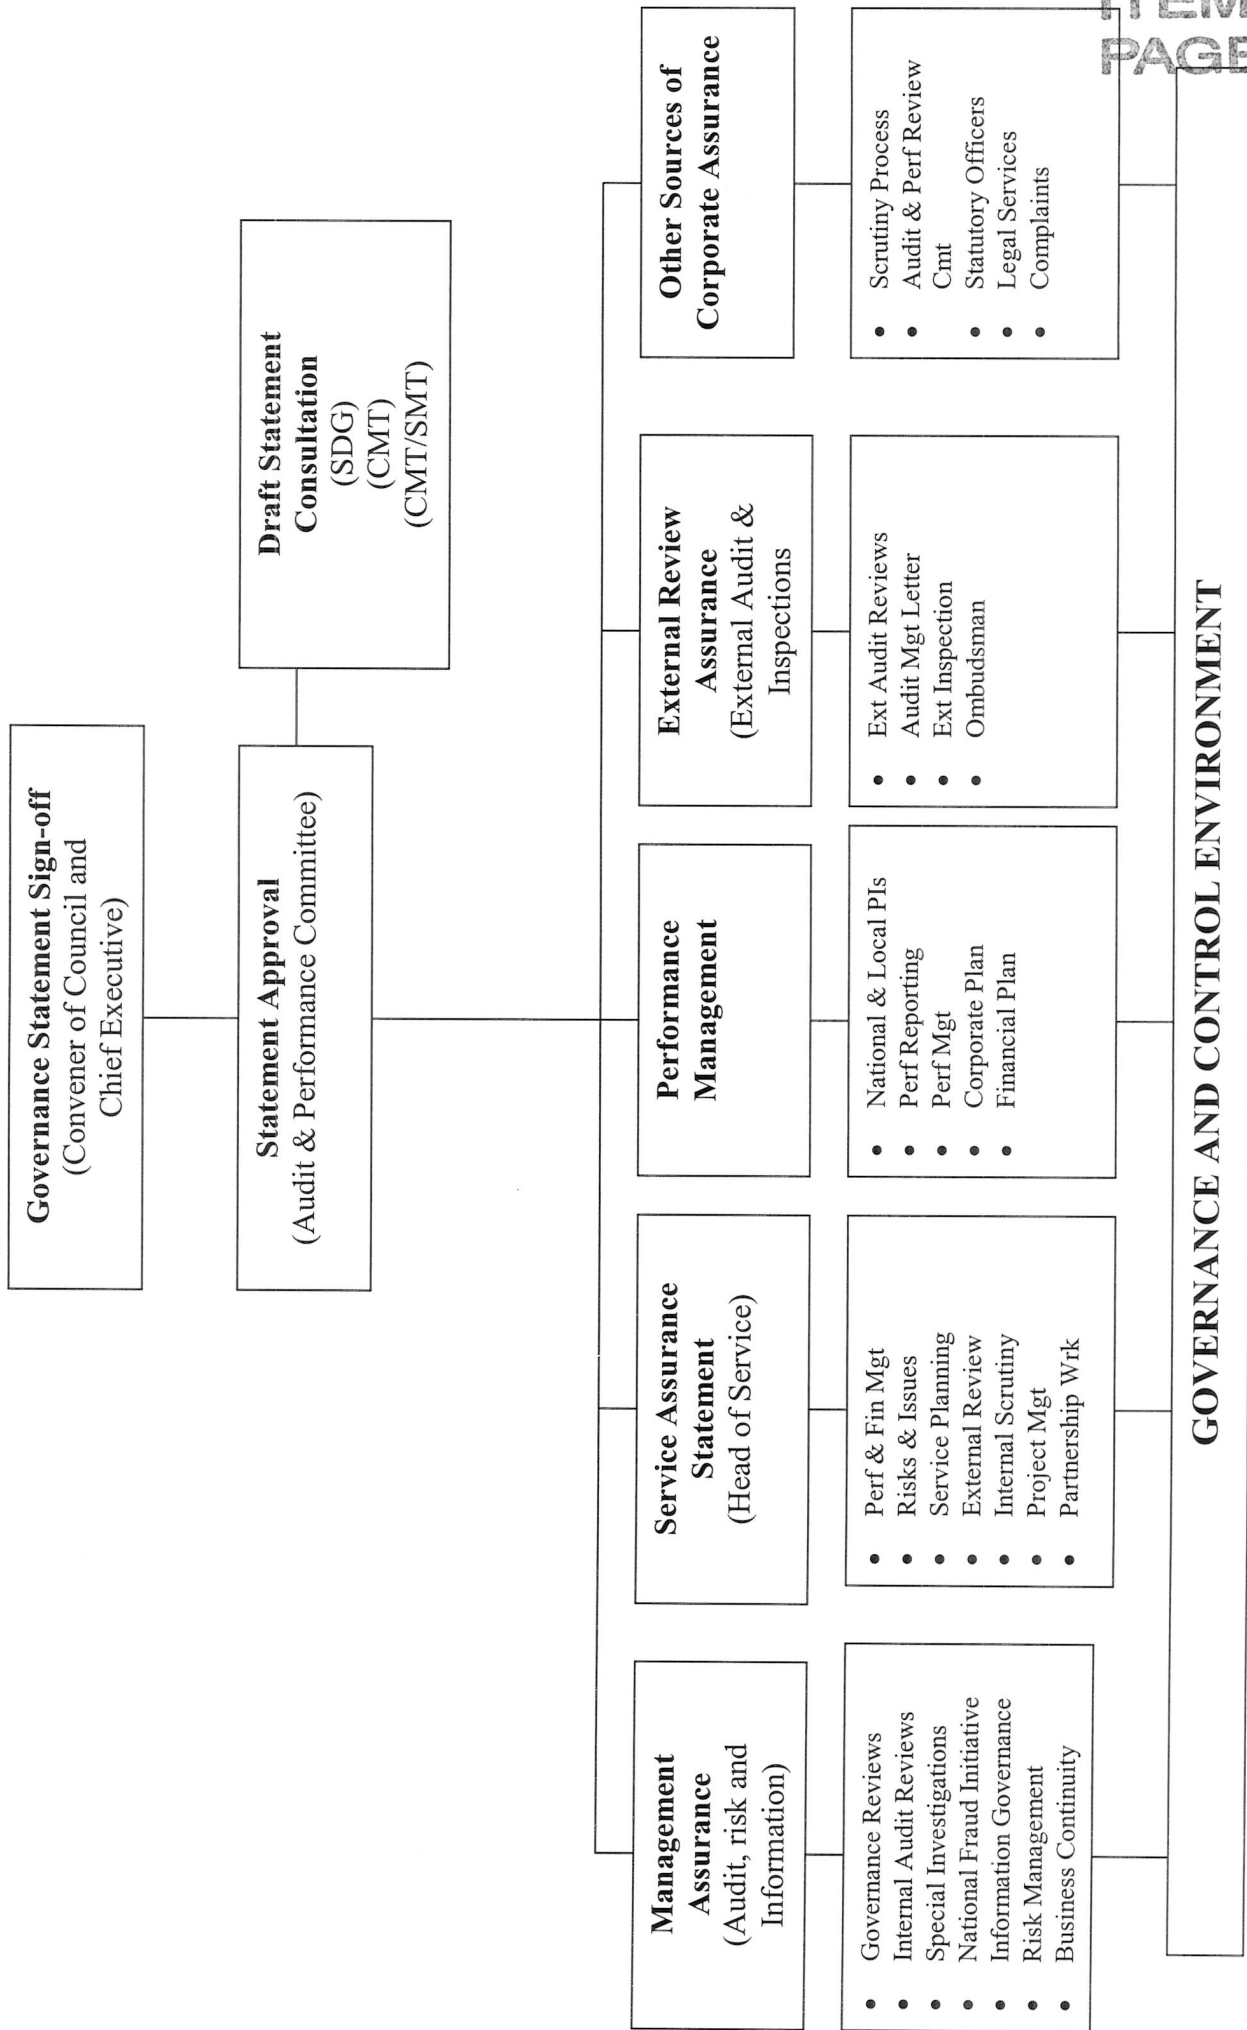 ITEM
PAGE
Governance Statement Sign-off
(Convener of Council and
Chief Executive)
Statement Approval
(Audit & Performance Committee)
Draft Statement
Consultation
(SDG)
(CMT)
(CMT/SMT)
Management
Assurance
(Audit, risk and
Information)
Service Assurance
Statement
(Head of Service)
Performance
Management
External Review
Assurance
(External Audit &
Inspections
Other Sources of
Corporate Assurance
• Governance Reviews
• Internal Audit Reviews
• Special Investigations
• National Fraud Initiative
• Information Governance
• Risk Management
• Business Continuity
• Perf & Fin Mgt
• Risks & Issues
• Service Planning
• External Review
• Internal Scrutiny
• Project Mgt
• Partnership Wrk
• National & Local PIs
• Perf Reporting
• Perf Mgt
• Corporate Plan
• Financial Plan
• Ext Audit Reviews
• Audit Mgt Letter
• Ext Inspection
• Ombudsman
• Scrutiny Process
• Audit & Perf Review
Cmt
• Statutory Officers
• Legal Services
• Complaints
GOVERNANCE AND CONTROL ENVIRONMENT